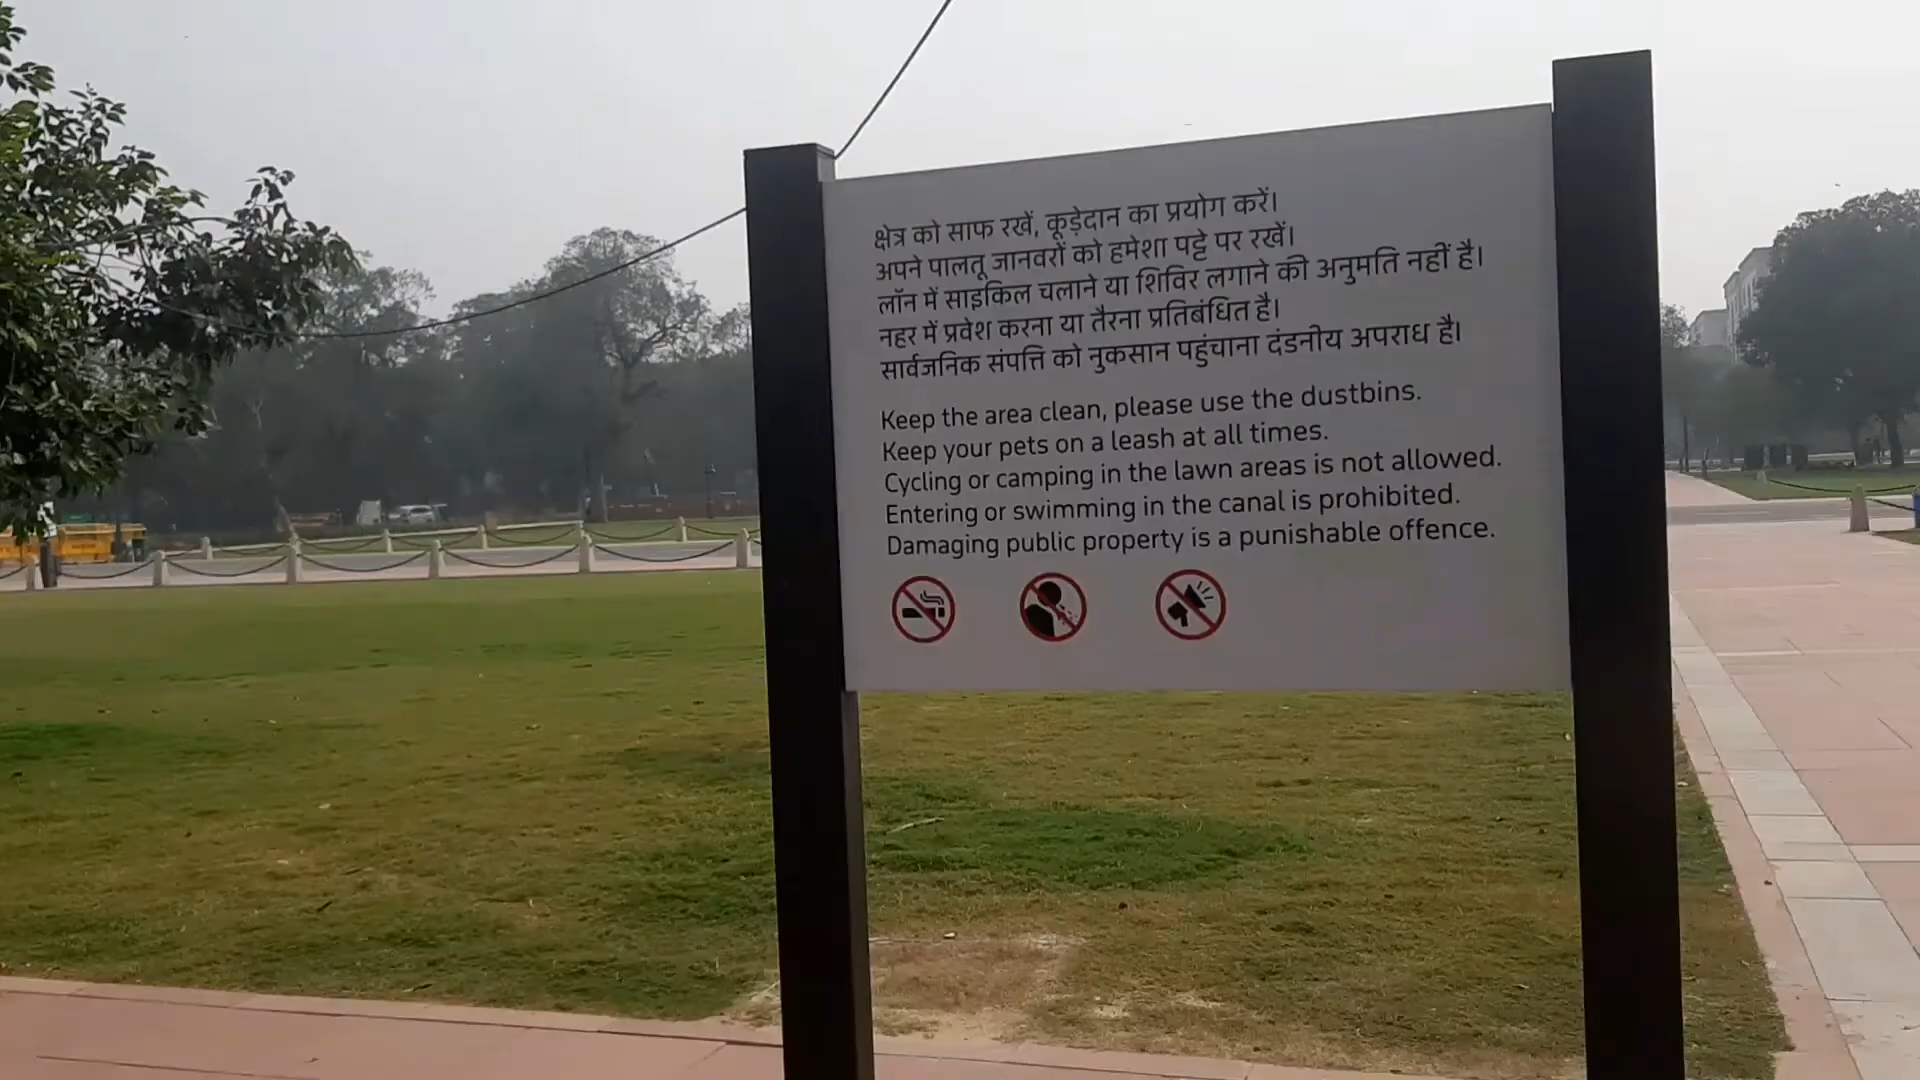 क्षेत्र को साफ रखें, कूड़ेदान का प्रयोग करें।
अपने पालतू जानवरों को हमेशा पट्टे पर रखें।
लॉन में साइकिल चलाने या शिविर लगाने की अनुमति नहीं है।
नहर में प्रवेश करना या तैरना प्रतिबंधित है।
सार्वजनिक संपत्ति को नुकसान पहुंचाना दंडनीय अपराध है।
Keep the area clean, please use the dustbins.
Keep your pets on a leash at all times.
Cycling or camping in the lawn areas is not allowed.
Entering or swimming in the canal is prohibited.
Damaging public property is a punishable offence.